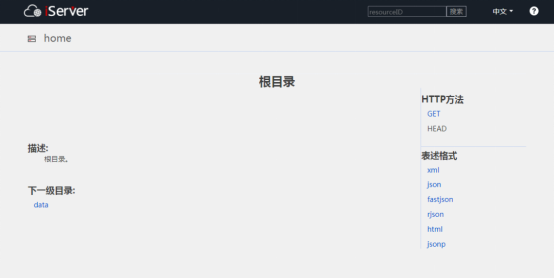 iServer
resourceID 搜索 中文 ?
home
根目录
HTTP方法
GET
HEAD
描述:
根目录。
表述格式
xml
json
fastjson
rjson
html
jsonp
下一级目录:
data